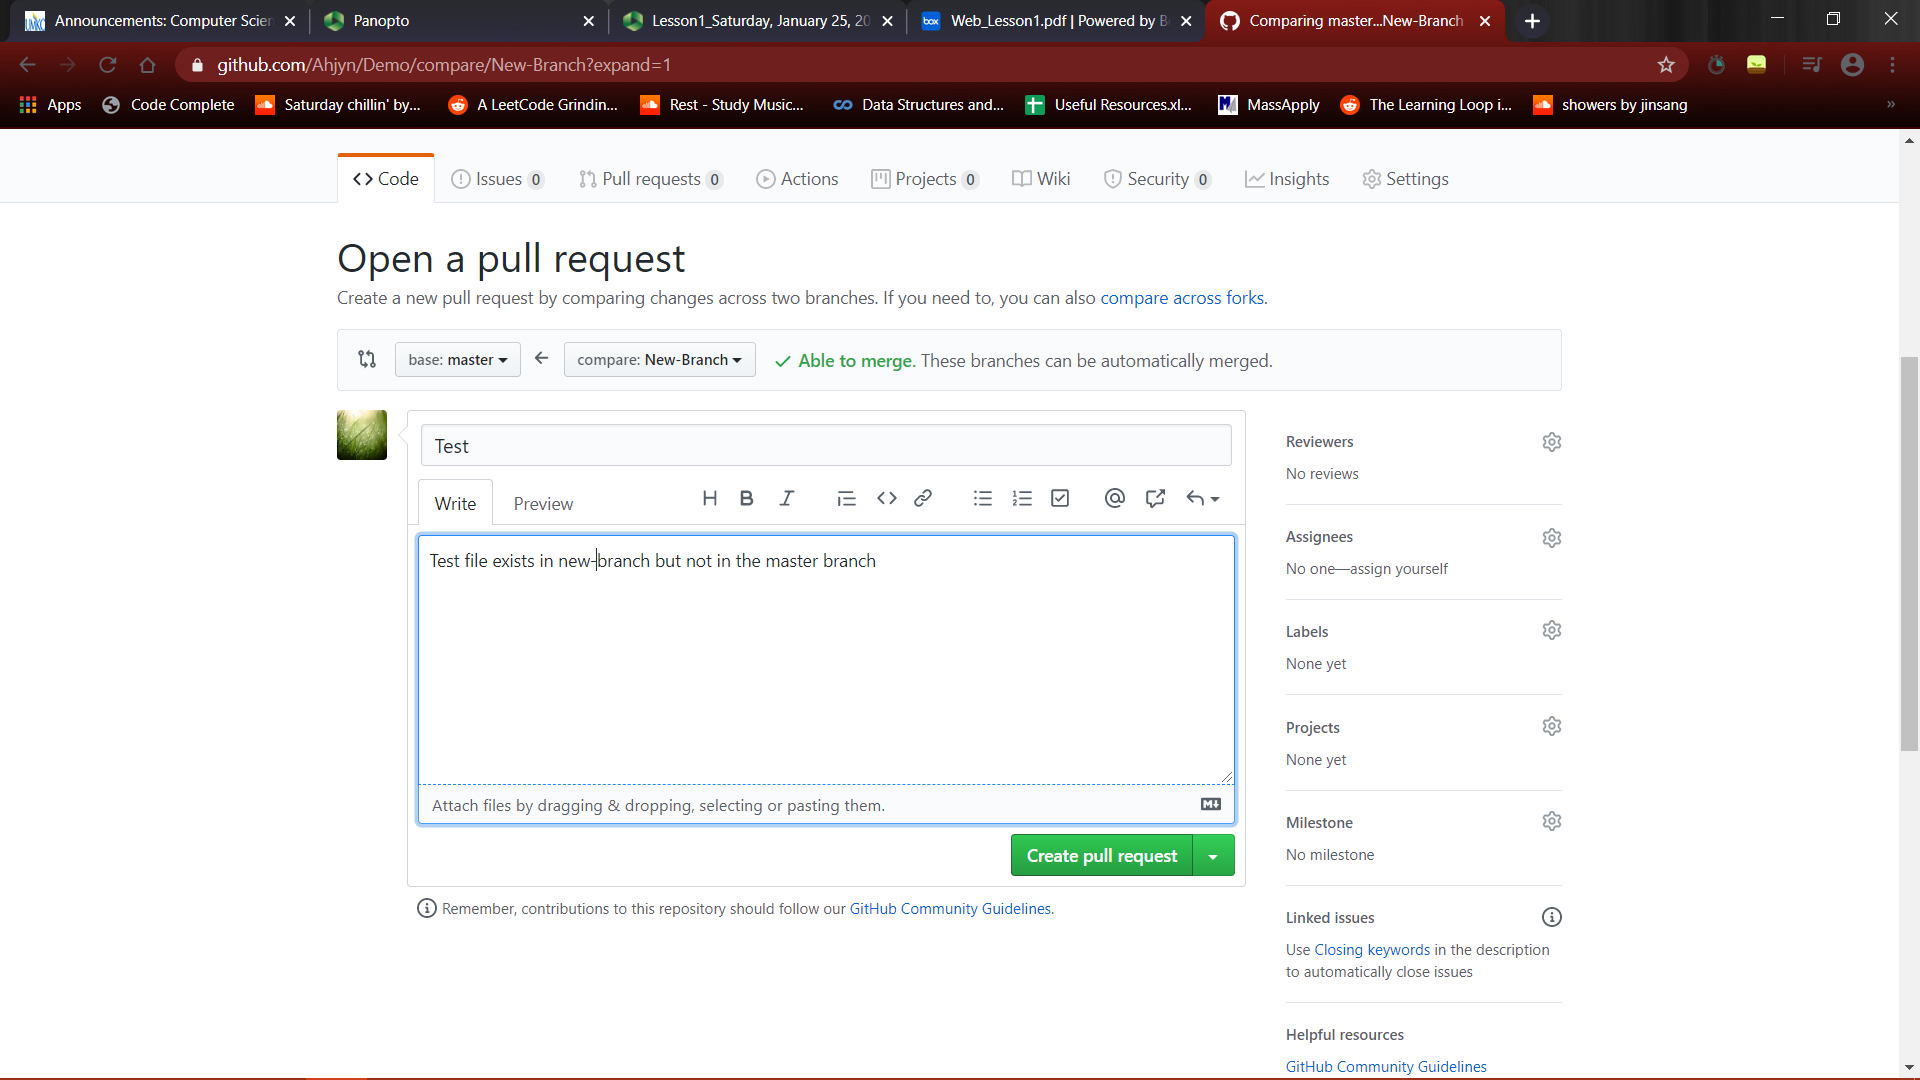 Announcements: Computer Scien
Panopto
Lesson1_Saturday, January 25, 20
Web_Lesson1.pdf | Powered by B
Comparing master...New-Branch
github.com/Ahjyn/Demo/compare/New-Branch?expand=1
Apps
Code Complete
Saturday chillin' by...
A LeetCode Grindin...
Rest - Study Music...
Data Structures and...
Useful Resources.xl...
MassApply
The Learning Loop i...
showers by jinsang
Code
Issues 0
Pull requests 0
Actions
Projects 0
Wiki
Security 0
Insights
Settings
Open a pull request
Create a new pull request by comparing changes across two branches. If you need to, you can also compare across forks.
base: master
compare: New-Branch
Able to merge. These branches can be automatically merged.
Test
Write
Preview
Test file exists in new-branch but not in the master branch
Attach files by dragging & dropping, selecting or pasting them.
Create pull request
Remember, contributions to this repository should follow our GitHub Community Guidelines.
Reviewers
No reviews
Assignees
No one—assign yourself
Labels
None yet
Projects
None yet
Milestone
No milestone
Linked issues
Use Closing keywords in the description
to automatically close issues
Helpful resources
GitHub Community Guidelines